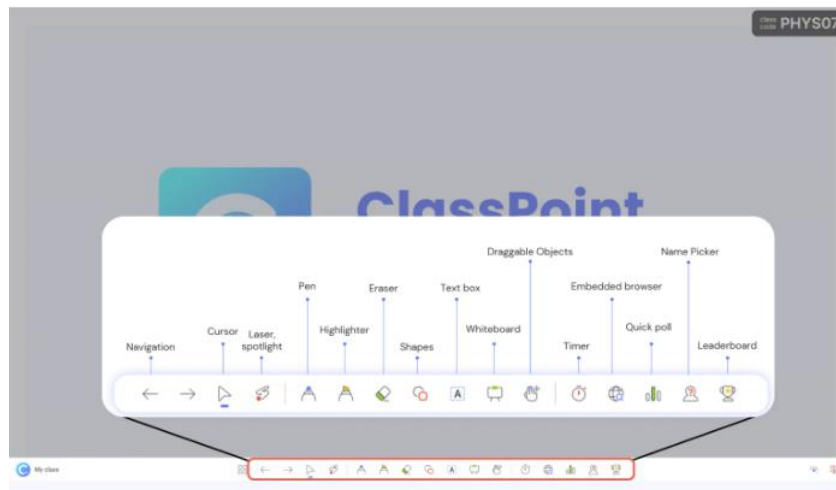 class code PHYS07
ClassPoint
Draggable Objects
Name Picker
Pen
Eraser
Text box
Embedded browser
Cursor
Laser, spotlight
Highlighter
Whiteboard
Quick poll
Navigation
Shapes
Timer
Leaderboard
A
My class
A